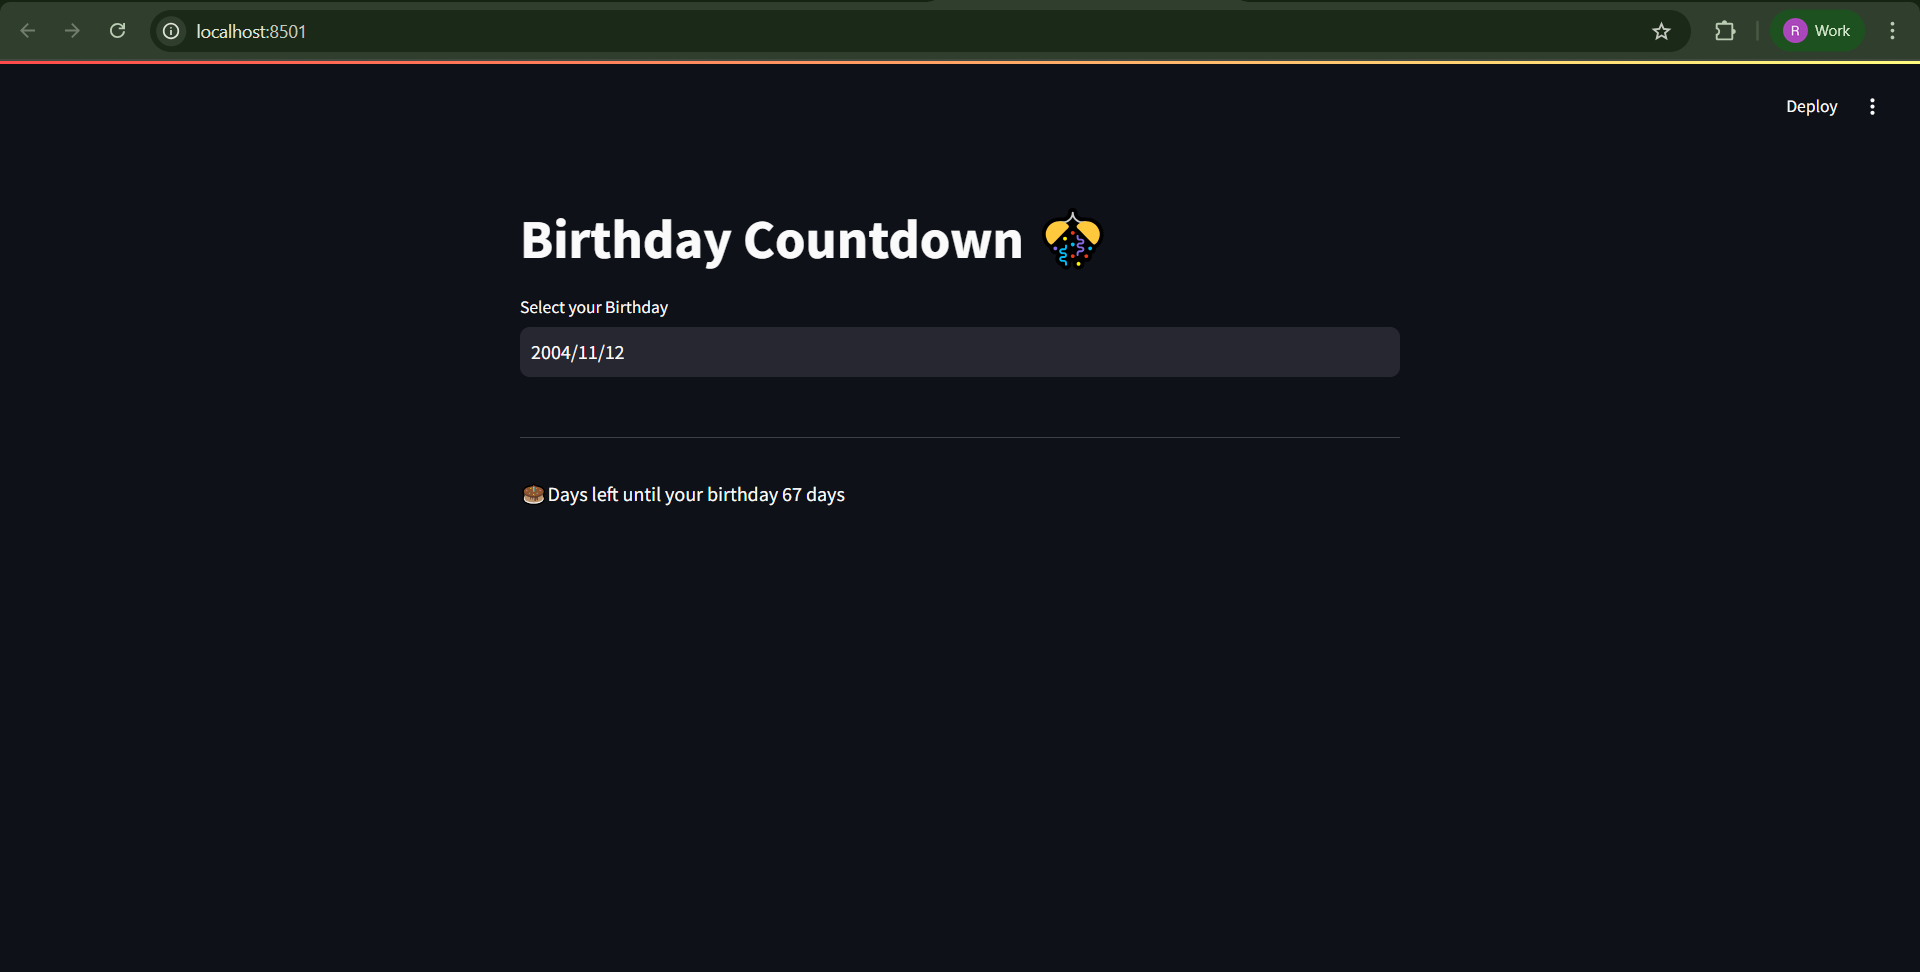 localhost:8501
R Work
Deploy
Birthday Countdown
Select your Birthday
2004/11/12
Days left until your birthday 67 days